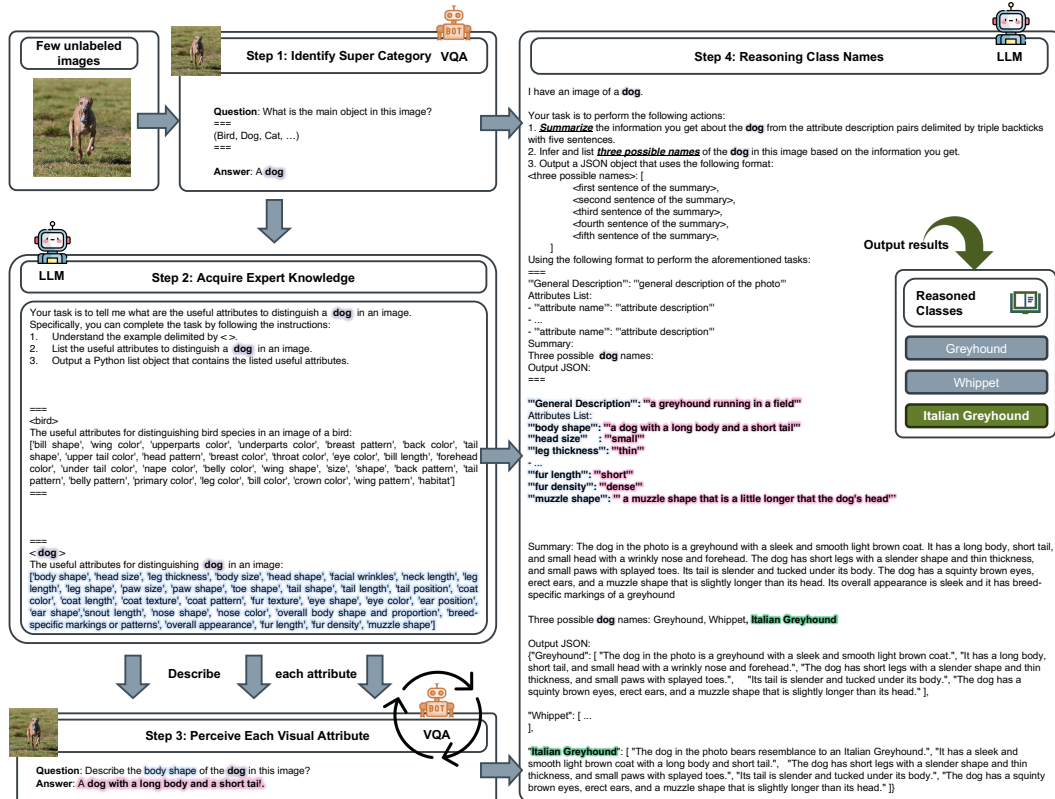 Few unlabeled
images
BOT
Step 1: Identify Super Category VQA
Question: What is the main object in this image?
===
(Bird, Dog, Cat, …)
===
Answer: A dog
LLM
Step 2: Acquire Expert Knowledge
Your task is to tell me what are the useful attributes to distinguish a dog in an image.
Specifically, you can complete the task by following the instructions:
1. Understand the example delimited by < >.
2. List the useful attributes to distinguish a dog in an image.
3. Output a Python list object that contains the listed useful attributes.
===
<bird>
The useful attributes for distinguishing bird species in an image of a bird:
['bill shape', 'wing color', 'upperparts color', 'underparts color', 'breast pattern', 'back color', 'tail
shape', 'upper tail color', 'head pattern', 'breast color', 'throat color', 'eye color', 'bill length', 'forehead
color', 'under tail color', 'nape color', 'belly color', 'wing shape', 'size', 'shape', 'back pattern', 'tail
pattern', 'belly pattern', 'primary color', 'leg color', 'bill color', 'crown color', 'wing pattern', 'habitat']
===
===
<dog>
The useful attributes for distinguishing dog in an image:
['body shape', 'head size', 'leg thickness', 'body size', 'head shape', 'facial wrinkles', 'neck length', 'leg
length', 'leg shape', 'paw size', 'paw shape', 'toe shape', 'tail shape', 'tail length', 'tail position', 'coat
color', 'coat length', 'coat texture', 'coat pattern', 'fur texture', 'eye shape', 'eye color', 'ear position',
'ear shape','snout length', 'nose shape', 'nose color', 'overall body shape and proportion', 'breed-
specific markings or patterns', 'overall appearance', 'fur length', 'fur density', 'muzzle shape']
Describe each attribute
BOT
Step 3: Perceive Each Visual Attribute VQA
Question: Describe the body shape of the dog in this image?
Answer: A dog with a long body and a short tail.
LLM
Step 4: Reasoning Class Names
I have an image of a dog.
Your task is to perform the following actions:
1. Summarize the information you get about the dog from the attribute description pairs delimited by triple backticks
with five sentences.
2. Infer and list three possible names of the dog in this image based on the information you get.
3. Output a JSON object that uses the following format:
<three possible names>: [
<first sentence of the summary>,
<second sentence of the summary>,
<third sentence of the summary>,
<fourth sentence of the summary>,
<fifth sentence of the summary>,
]
Using the following format to perform the aforementioned tasks:
===
'''General Description''': '''general description of the photo'''
Attributes List:
- '''attribute name''': '''attribute description'''
- ...
- '''attribute name''': '''attribute description'''
Summary:
Three possible dog names:
Output JSON:
===
'''General Description''': '''a greyhound running in a field'''
Attributes List:
'''body shape''': '''a dog with a long body and a short tail'''
'''head size''' : '''small'''
'''leg thickness''': '''thin'''
- ...
'''fur length''': '''short'''
'''fur density''': '''dense'''
'''muzzle shape''': ''' a muzzle shape that is a little longer that the dog's head'''
Summary: The dog in the photo is a greyhound with a sleek and smooth light brown coat. It has a long body, short tail,
and small head with a wrinkly nose and forehead. The dog has short legs with a slender shape and thin thickness,
and small paws with splayed toes. Its tail is slender and tucked under its body. The dog has a squinty brown eyes,
erect ears, and a muzzle shape that is slightly longer than its head. Its overall appearance is sleek and it has breed-
specific markings of a greyhound
Three possible dog names: Greyhound, Whippet, Italian Greyhound
Output JSON:
{"Greyhound": [ "The dog in the photo is a greyhound with a sleek and smooth light brown coat.", "It has a long body,
short tail, and small head with a wrinkly nose and forehead.", "The dog has short legs with a slender shape and thin
thickness, and small paws with splayed toes.", "Its tail is slender and tucked under its body.", "The dog has a
squinty brown eyes, erect ears, and a muzzle shape that is slightly longer than its head." ],
"Whippet": [ ...
],
"Italian Greyhound": [ "The dog in the photo bears resemblance to an Italian Greyhound.", "It has a sleek and
smooth light brown coat with a long body and short tail.", "The dog has short legs with a slender shape and thin
thickness, and small paws with splayed toes.", "Its tail is slender and tucked under its body.", "The dog has a squinty
brown eyes, erect ears, and a muzzle shape that is slightly longer than its head." ]}
Output results
Reasoned
Classes
Greyhound
Whippet
Italian Greyhound